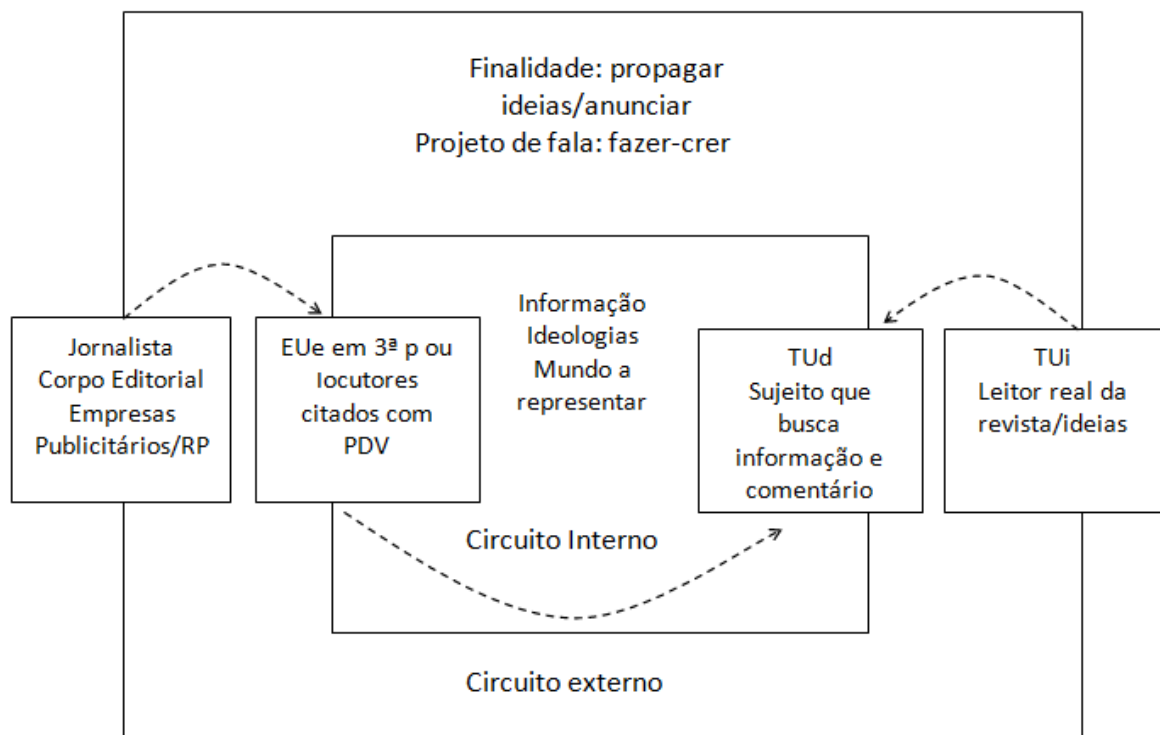 Finalidade: propagar
ideias/anunciar
Projeto de fala: fazer-crer
Jornalista
Corpo Editorial
Empresas
Publicitários/RP
EUe em 3ª p ou
locutores
citados com
PDV
Informação
Ideologias
Mundo a
representar
TUd
Sujeito que
busca
informação e
comentário
TUi
Leitor real da
revista/ideias
Circuito Interno
Circuito externo